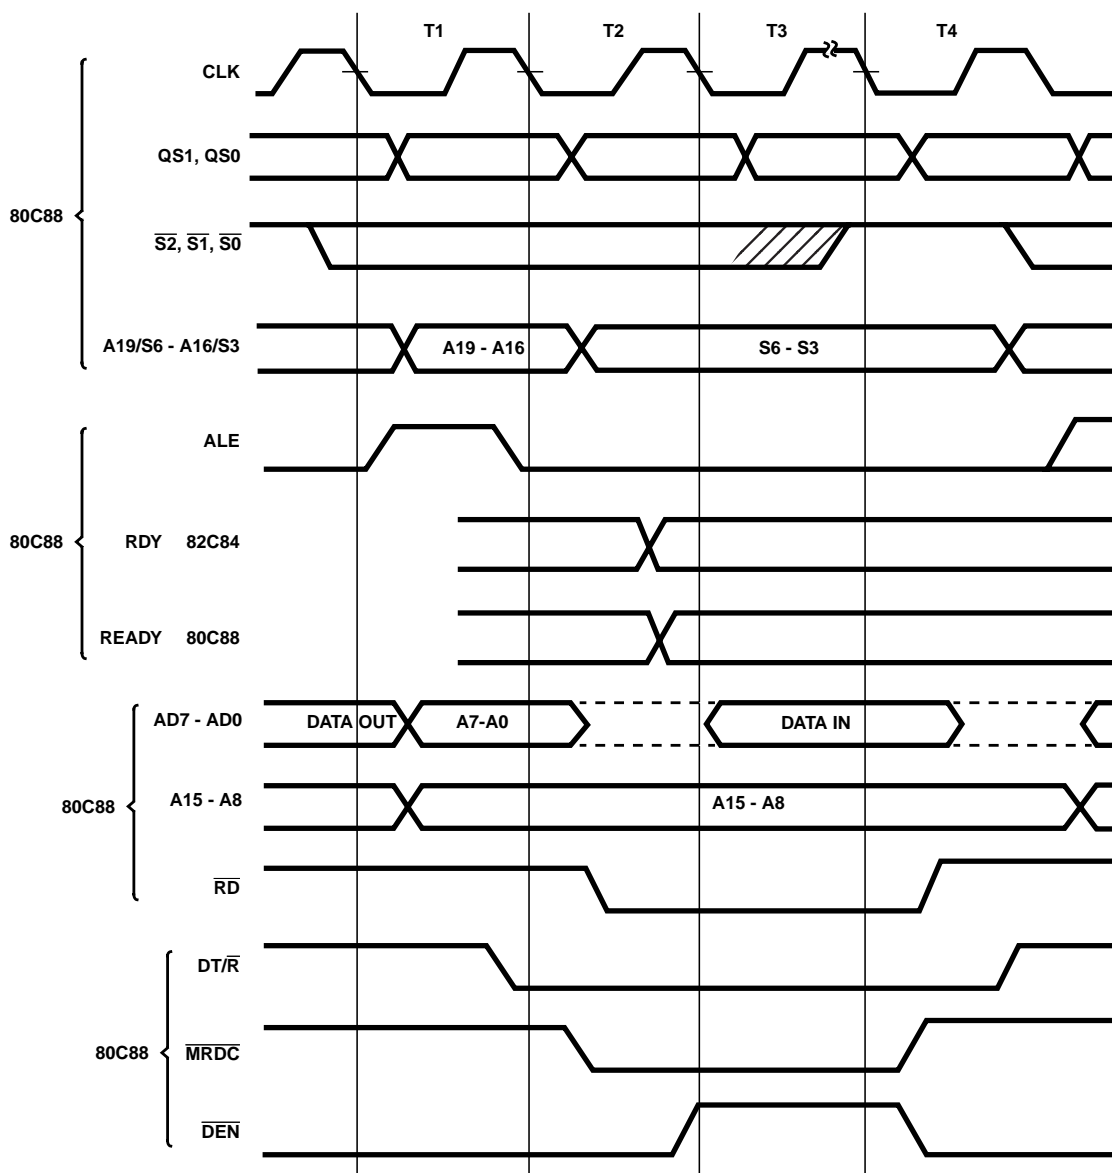 T1 T2 T3 T4
CLK
QS1, QS0
80C88
S2, S1, S0
A19/S6 - A16/S3
A19 - A16
S6 - S3
ALE
80C88
RDY 82C84
READY 80C88
AD7 - AD0
DATA OUT
A7-A0
DATA IN
80C88
A15 - A8
A15 - A8
RD
DT/R
80C88
MRDC
DEN